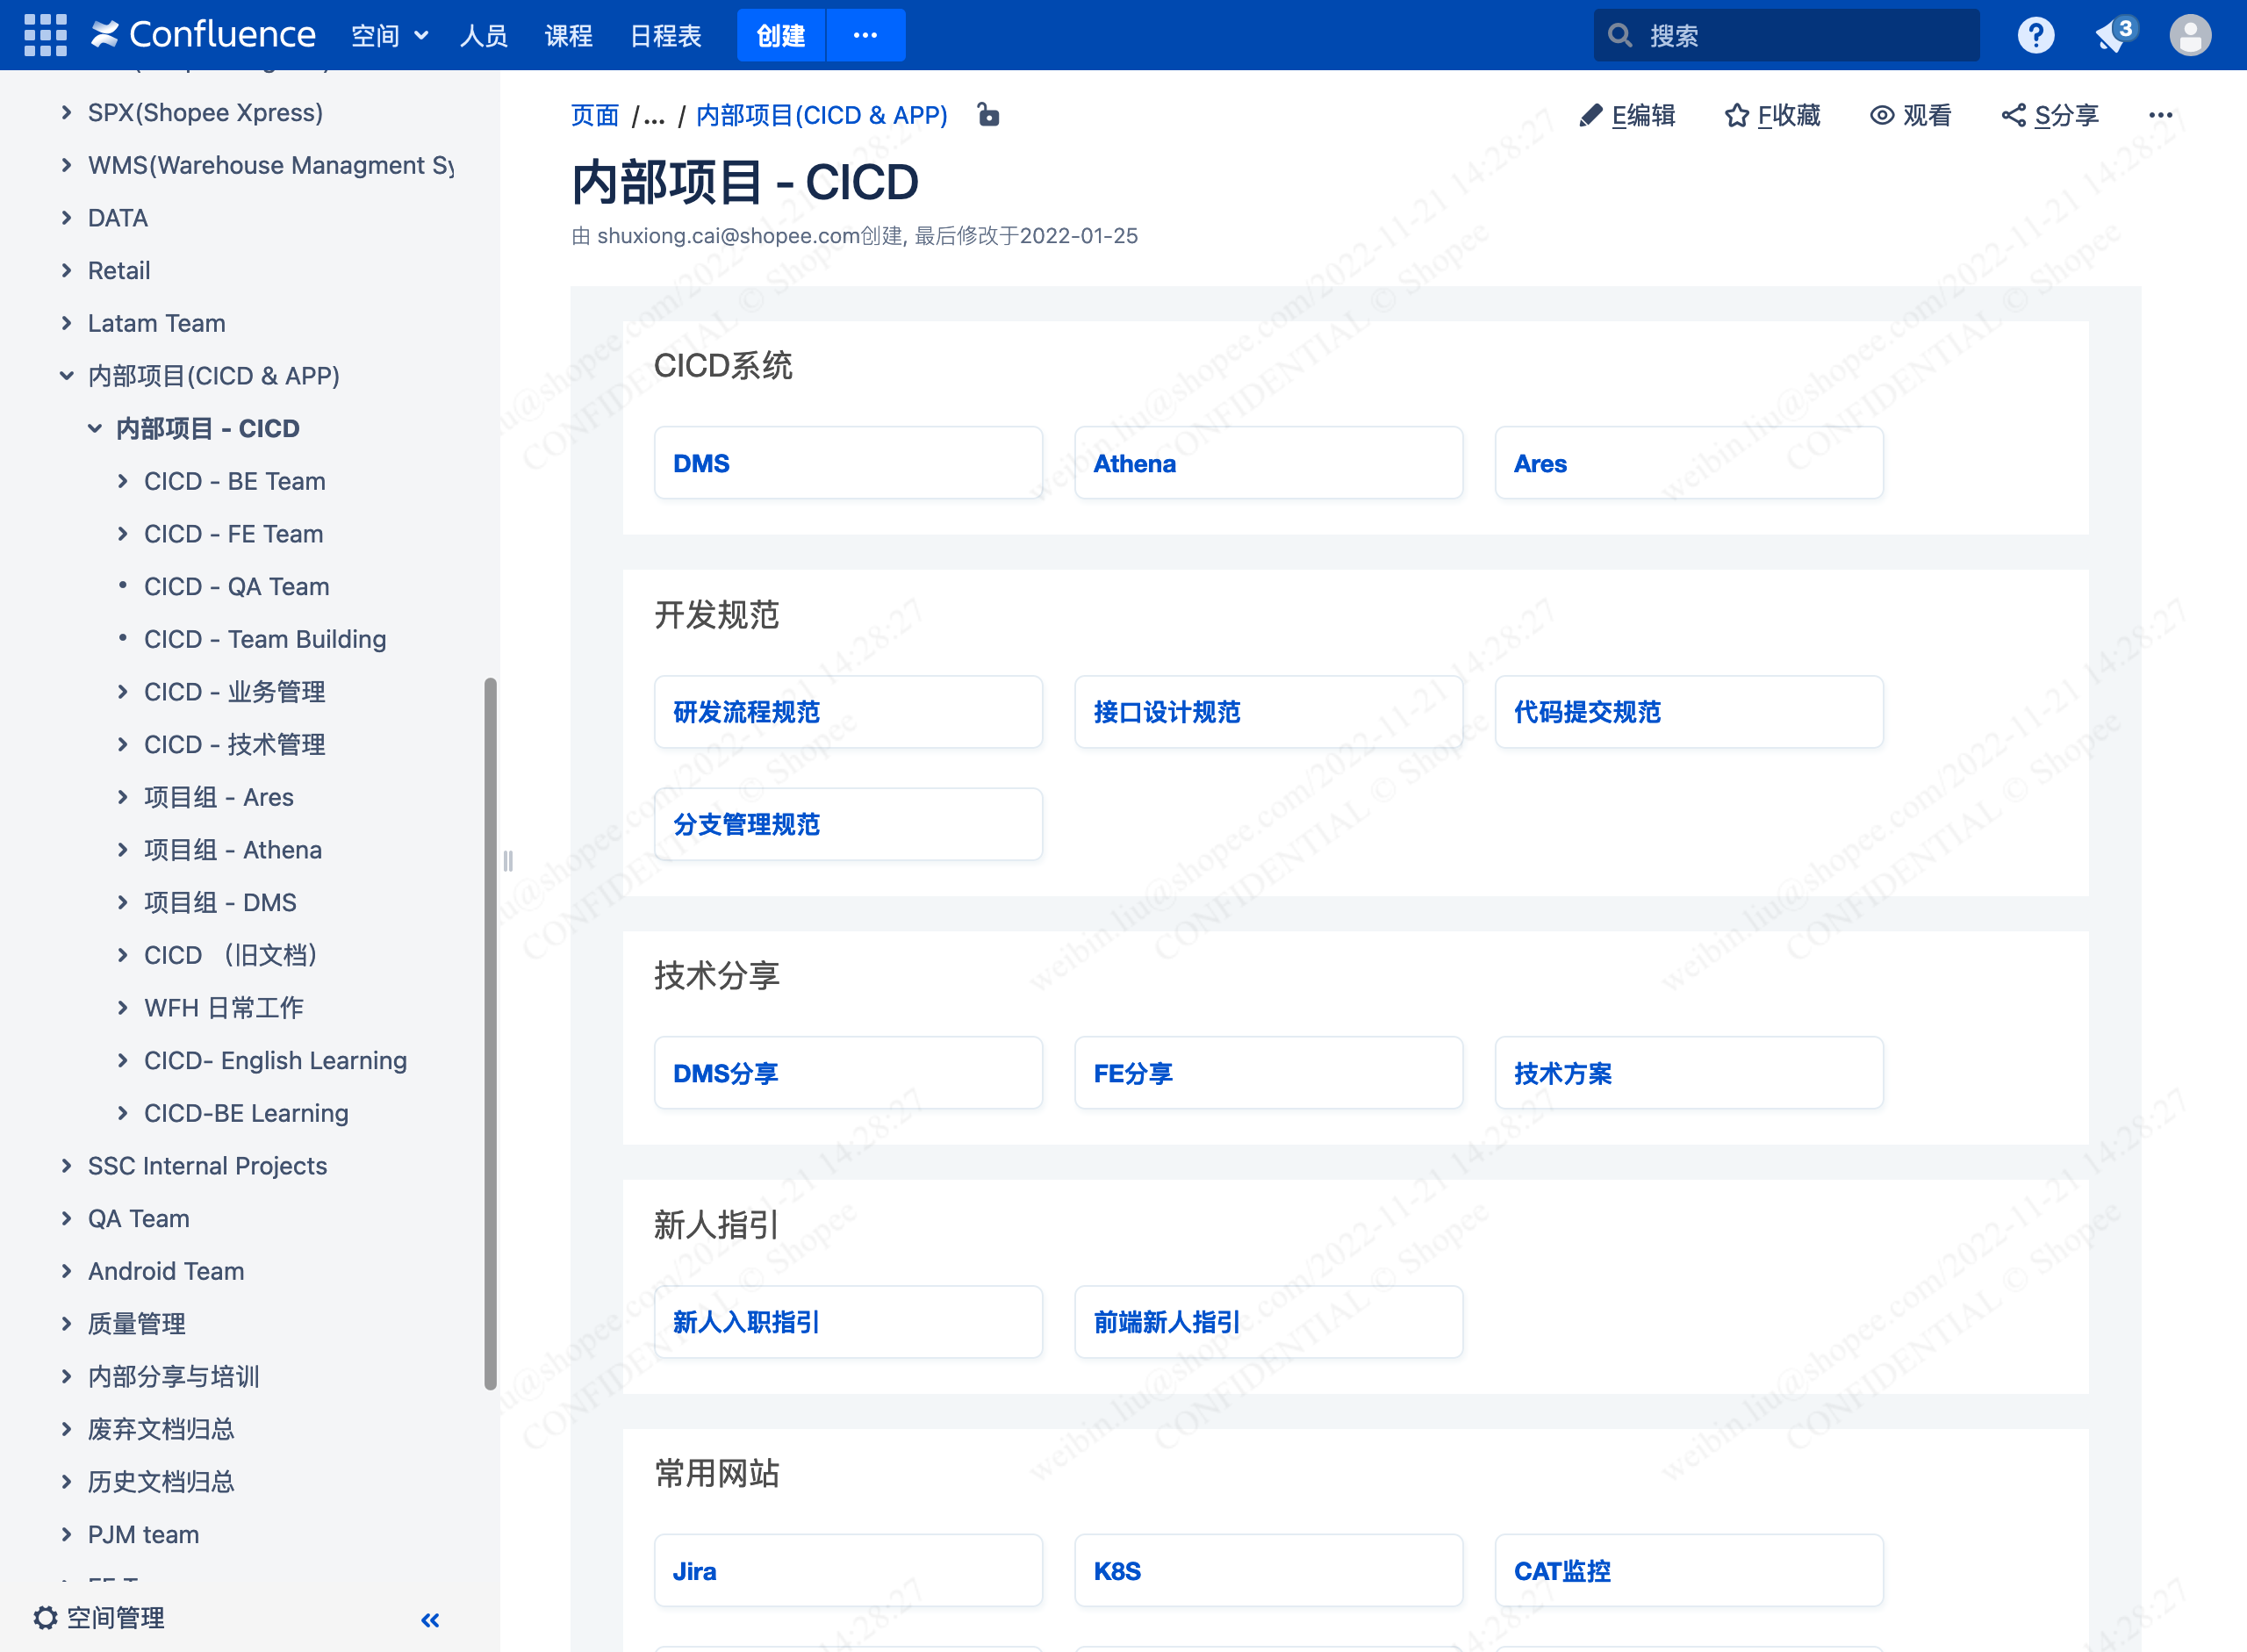 Confluence 空间 人员 课程 日程表 创建 ••• 搜索 ? 3
SPX(Shopee Xpress)
WMS(Warehouse Managment Sy
DATA
Retail
Latam Team
内部项目(CICD & APP)
内部项目 - CICD
CICD - BE Team
CICD - FE Team
CICD - QA Team
CICD - Team Building
CICD - 业务管理
CICD - 技术管理
项目组 - Ares
项目组 - Athena
项目组 - DMS
CICD （旧文档）
WFH 日常工作
CICD- English Learning
CICD-BE Learning
SSC Internal Projects
QA Team
Android Team
质量管理
内部分享与培训
废弃文档归总
历史文档归总
PJM team
空间管理
页面 /... / 内部项目(CICD & APP)
E编辑 F收藏 观看 S分享 •••
内部项目 - CICD
由 shuxiong.cai@shopee.com创建, 最后修改于2022-01-25
CICD系统
DMS Athena Ares
开发规范
研发流程规范 接口设计规范 代码提交规范
分支管理规范
技术分享
DMS分享 FE分享 技术方案
新人指引
新人入职指引 前端新人指引
常用网站
Jira K8S CAT监控
weibin.liu@shopee.com/2022-11-21 14:28:27
CONFIDENTIAL © Shopee